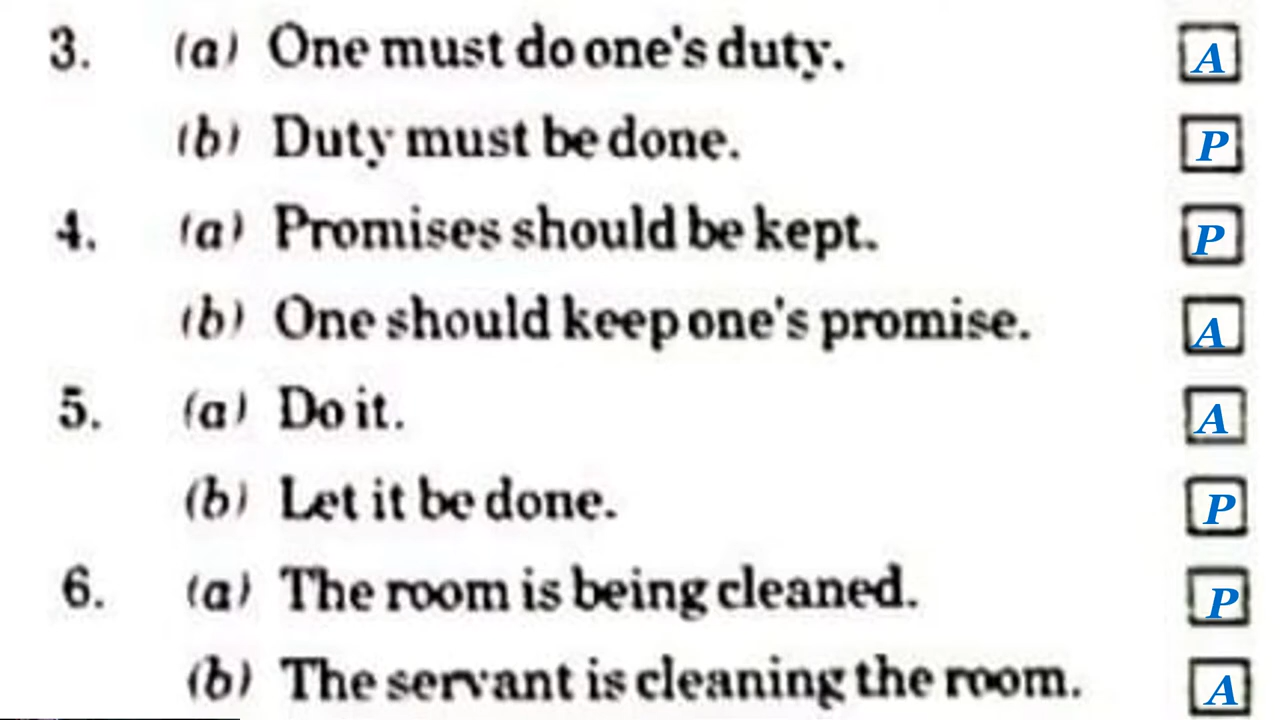 3. (a) One must do one's duty. A
(b) Duty must be done. P
4. (a) Promises should be kept. P
(b) One should keep one's promise. A
5. (a) Do it. A
(b) Let it be done. P
6. (a) The room is being cleaned. P
(b) The servant is cleaning the room. A